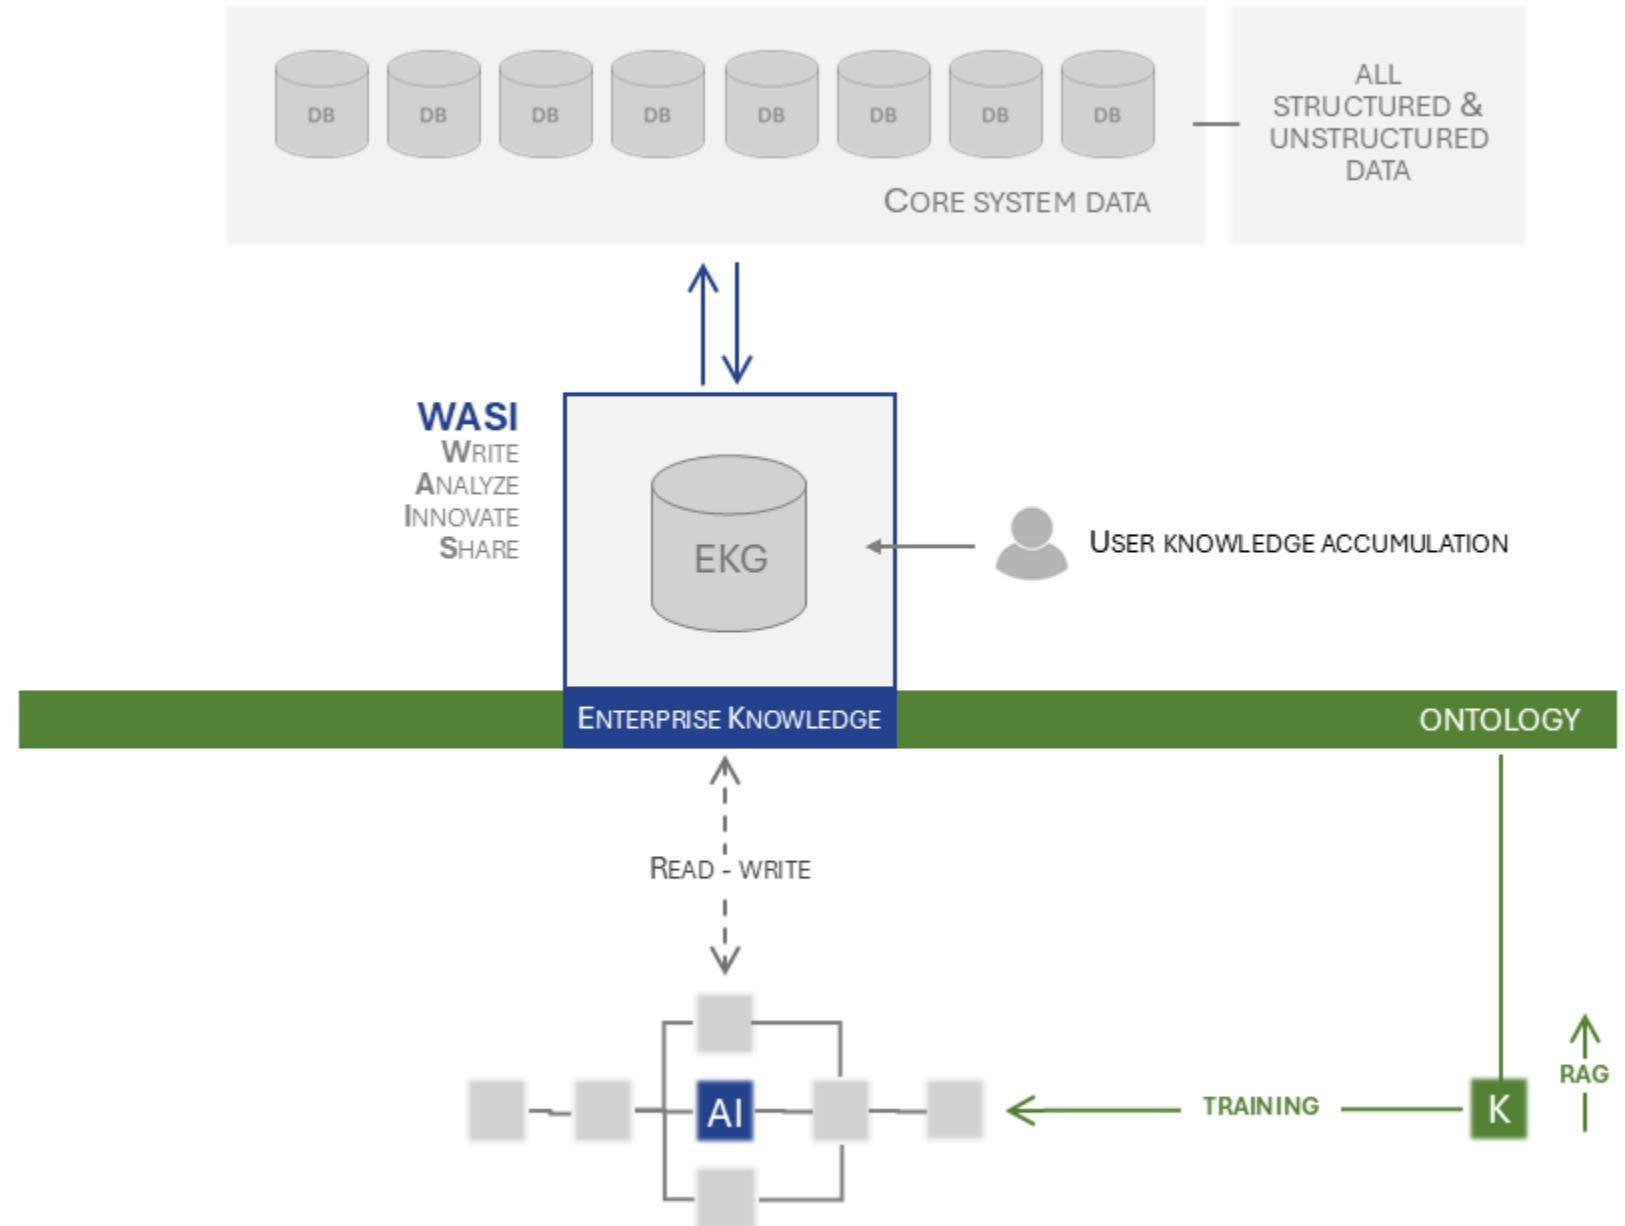 DB DB DB DB DB DB DB DB
CORE SYSTEM DATA
ALL
STRUCTURED &
UNSTRUCTURED
DATA
WASI
WRITE
ANALYZE
INNOVATE
SHARE
EKG
USER KNOWLEDGE ACCUMULATION
ENTERPRISE KNOWLEDGE
ONTOLOGY
READ - WRITE
AI
TRAINING
K
RAG